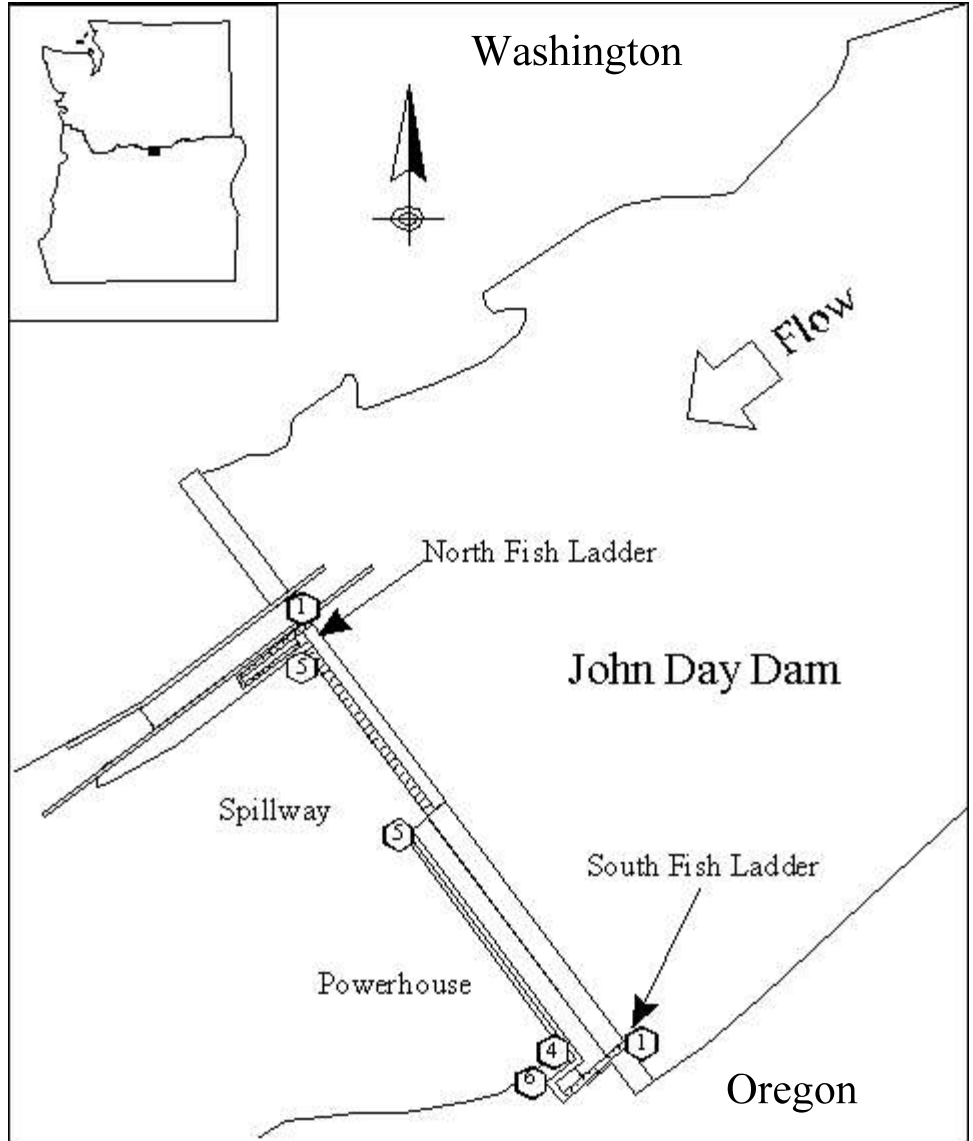 Washington
Flow
North Fish Ladder
1
5
John Day Dam
Spillway
5
South Fish Ladder
Powerhouse
4
1
6
Oregon